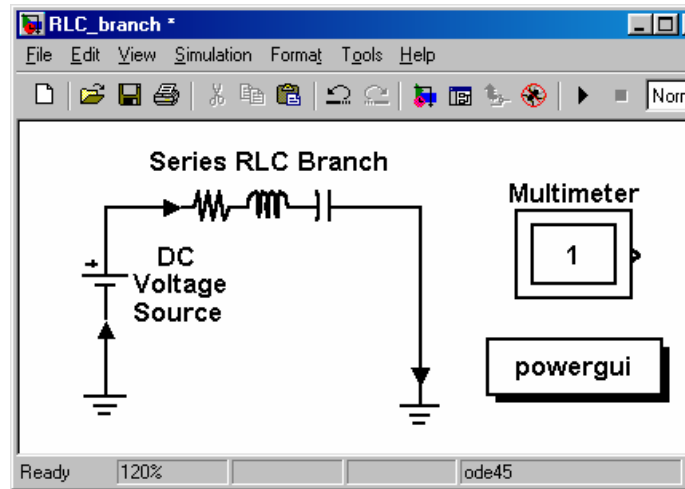 RLC_branch *
File Edit View Simulation Format Tools Help
Nor
Series RLC Branch
Multimeter
1
+
DC
Voltage
Source
powergui
Ready 120% ode45